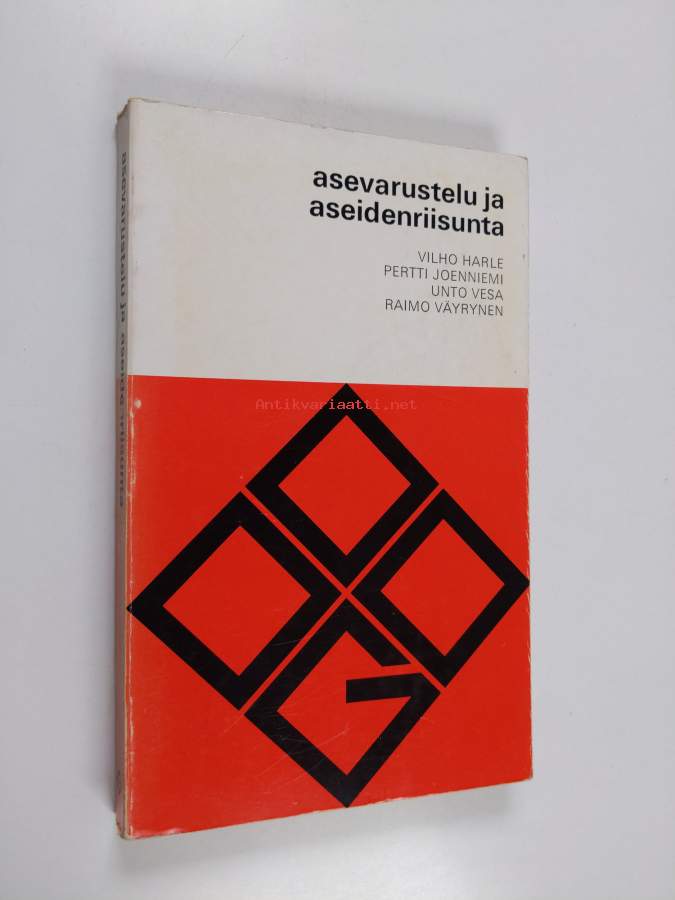 asevarustelu ja
aseidenriisunta
VILHO HARLE
PERTTI JOENNIEMI
UNTO VESA
RAIMO VÄYRYNEN
Antikvariaatti.net
G
asevarustelu ja aseidenriisunta